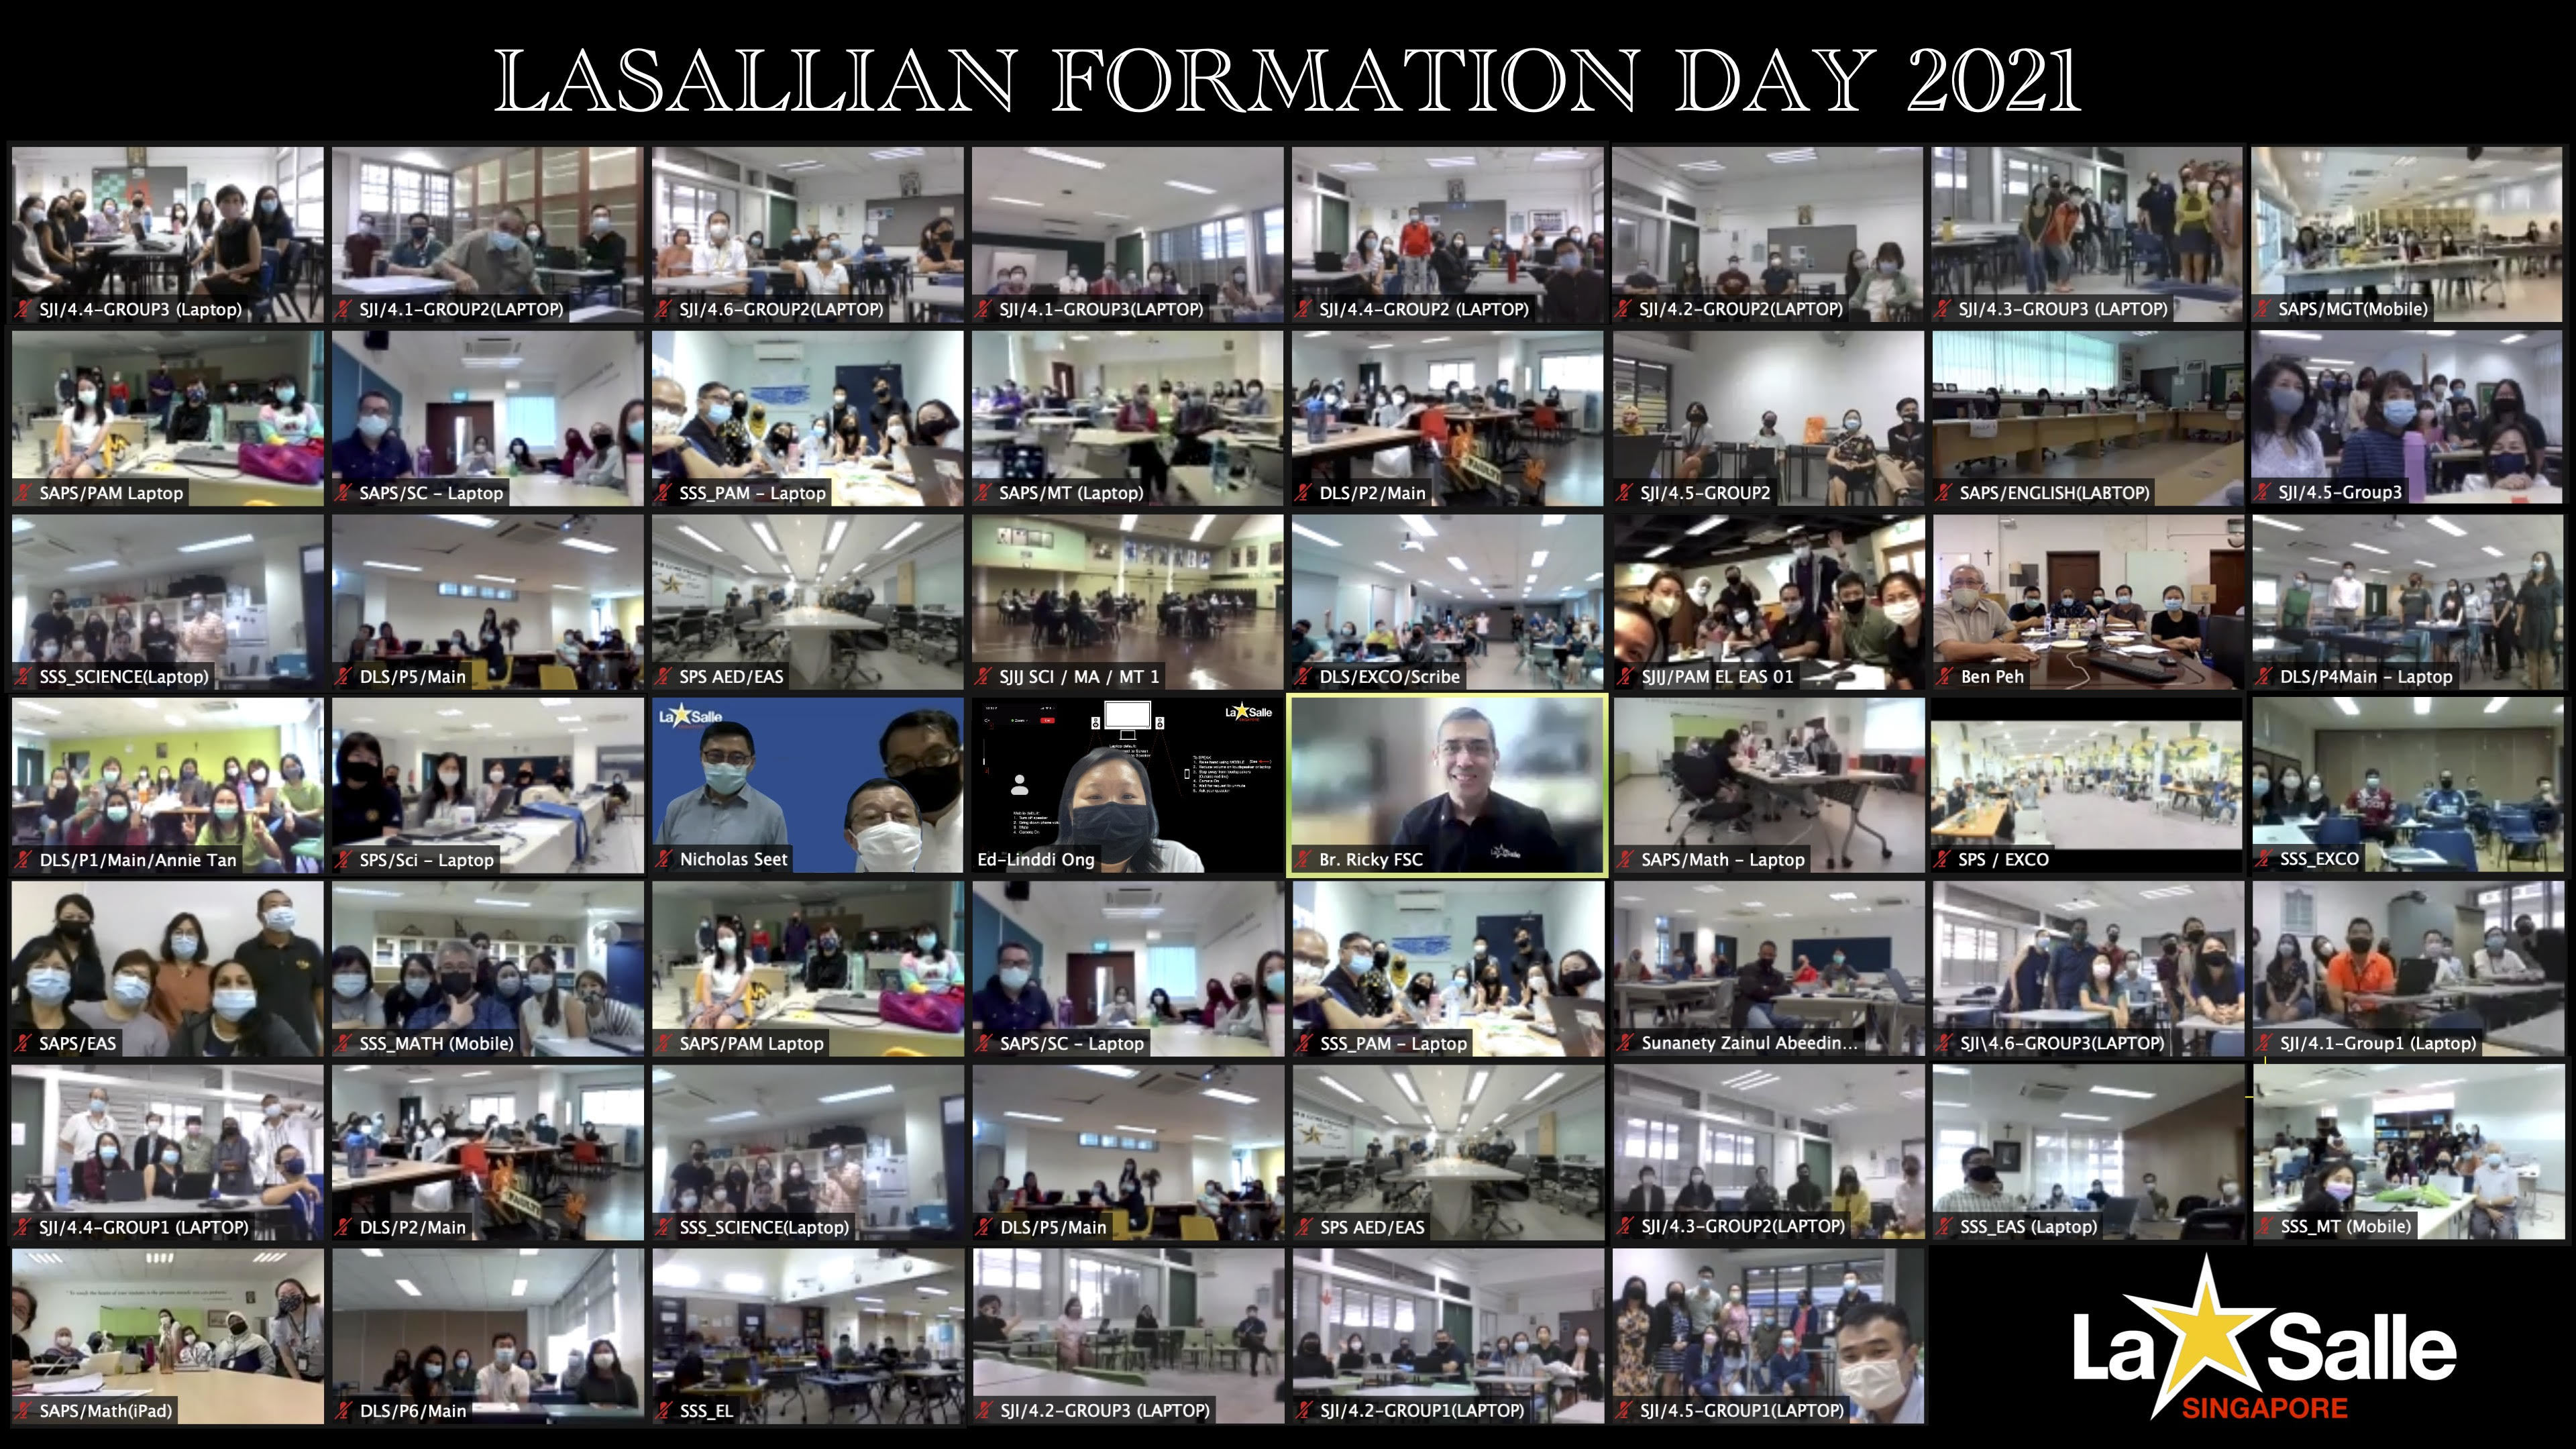 LASALLIAN FORMATION DAY 2021
SJI/4.4-GROUP3 (Laptop)
SJI/4.1-GROUP2(LAPTOP)
SJI/4.6-GROUP2(LAPTOP)
SJI/4.1-GROUP3(LAPTOP)
SJI/4.4-GROUP2 (LAPTOP)
SJI/4.2-GROUP2(LAPTOP)
SJI/4.3-GROUP3 (LAPTOP)
SAPS/MGT(Mobile)
SAPS/PAM Laptop
SAPS/SC - Laptop
SSS_PAM - Laptop
SAPS/MT (Laptop)
DLS/P2/Main
SJI/4.5-GROUP2
SAPS/ENGLISH(LABTOP)
SJI/4.5-Group3
SSS_SCIENCE(Laptop)
DLS/P5/Main
SPS AED/EAS
SJIJ SCI / MA / MT 1
DLS/EXCO/Scribe
SJIJ/PAM EL EAS 01
Ben Peh
DLS/P4Main - Laptop
DLS/P1/Main/Annie Tan
SPS/Sci - Laptop
La Salle
Nicholas Seet
La Salle
Ed-Linddi Ong
La Salle
Br. Ricky FSC
SAPS/Math - Laptop
SPS / EXCO
SSS_EXCO
SAPS/EAS
SSS_MATH (Mobile)
SAPS/PAM Laptop
SAPS/SC - Laptop
SSS_PAM - Laptop
Sunanety Zainul Abeedin...
SJI\4.6-GROUP3(LAPTOP)
SJI/4.1-Group1 (Laptop)
SJI/4.4-GROUP1 (LAPTOP)
DLS/P2/Main
SSS_SCIENCE(Laptop)
DLS/P5/Main
SPS AED/EAS
SJI/4.3-GROUP2(LAPTOP)
SSS_EAS (Laptop)
SSS_MT (Mobile)
SAPS/Math(iPad)
DLS/P6/Main
SSS_EL
SJI/4.2-GROUP3 (LAPTOP)
SJI/4.2-GROUP1(LAPTOP)
SJI/4.5-GROUP1(LAPTOP)
La Salle
SINGAPORE